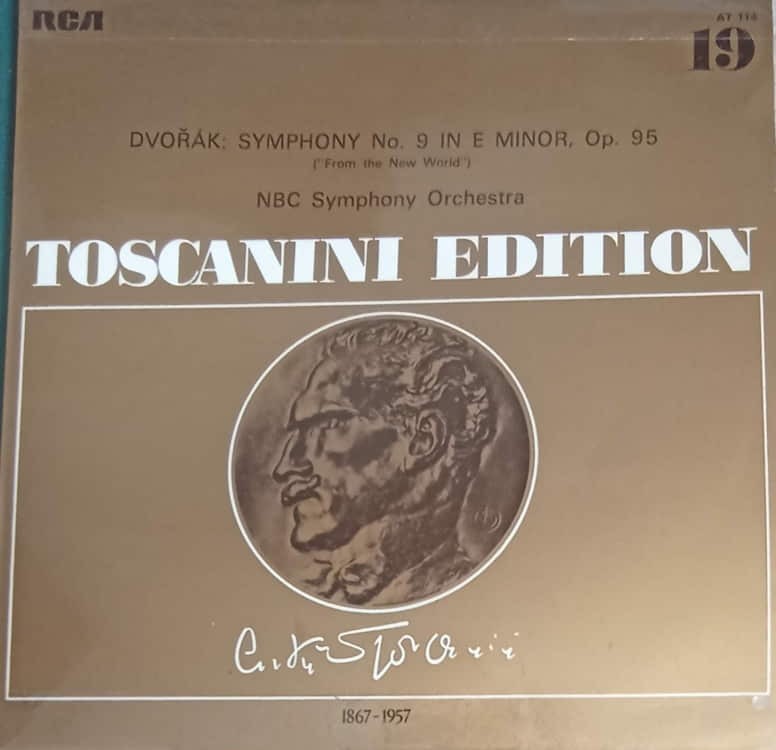 RCA
AT 114
19
DVOŘÁK: SYMPHONY No. 9 IN E MINOR, Op. 95
("From the New World")
NBC Symphony Orchestra
TOSCANINI EDITION
1867-1957